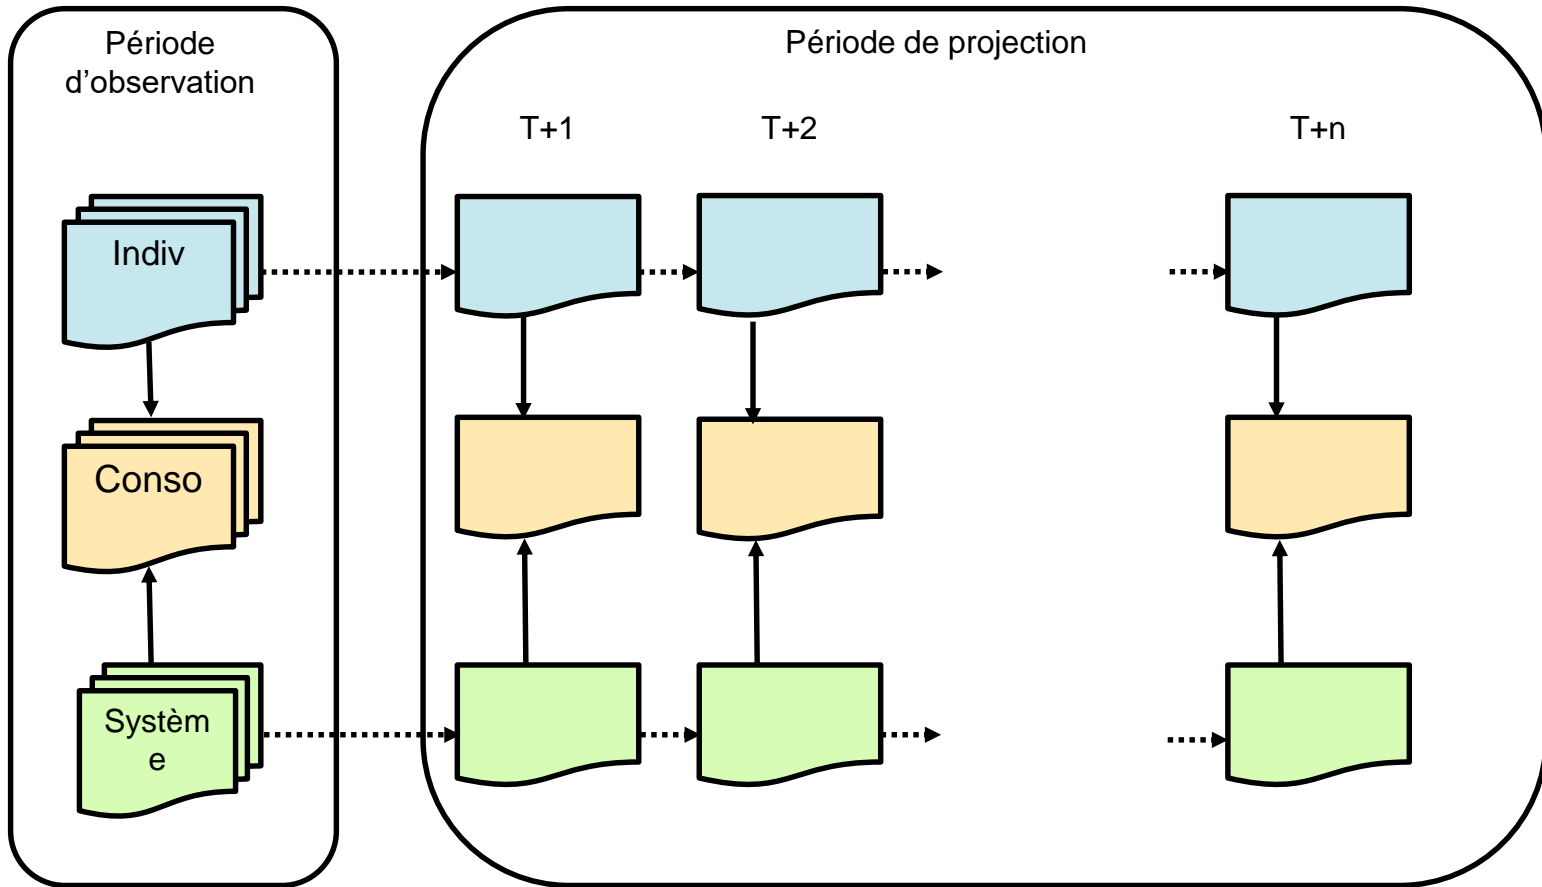 Période
d’observation
Période de projection
T+1
T+2
T+n
Indiv
Conso
Systèm
e